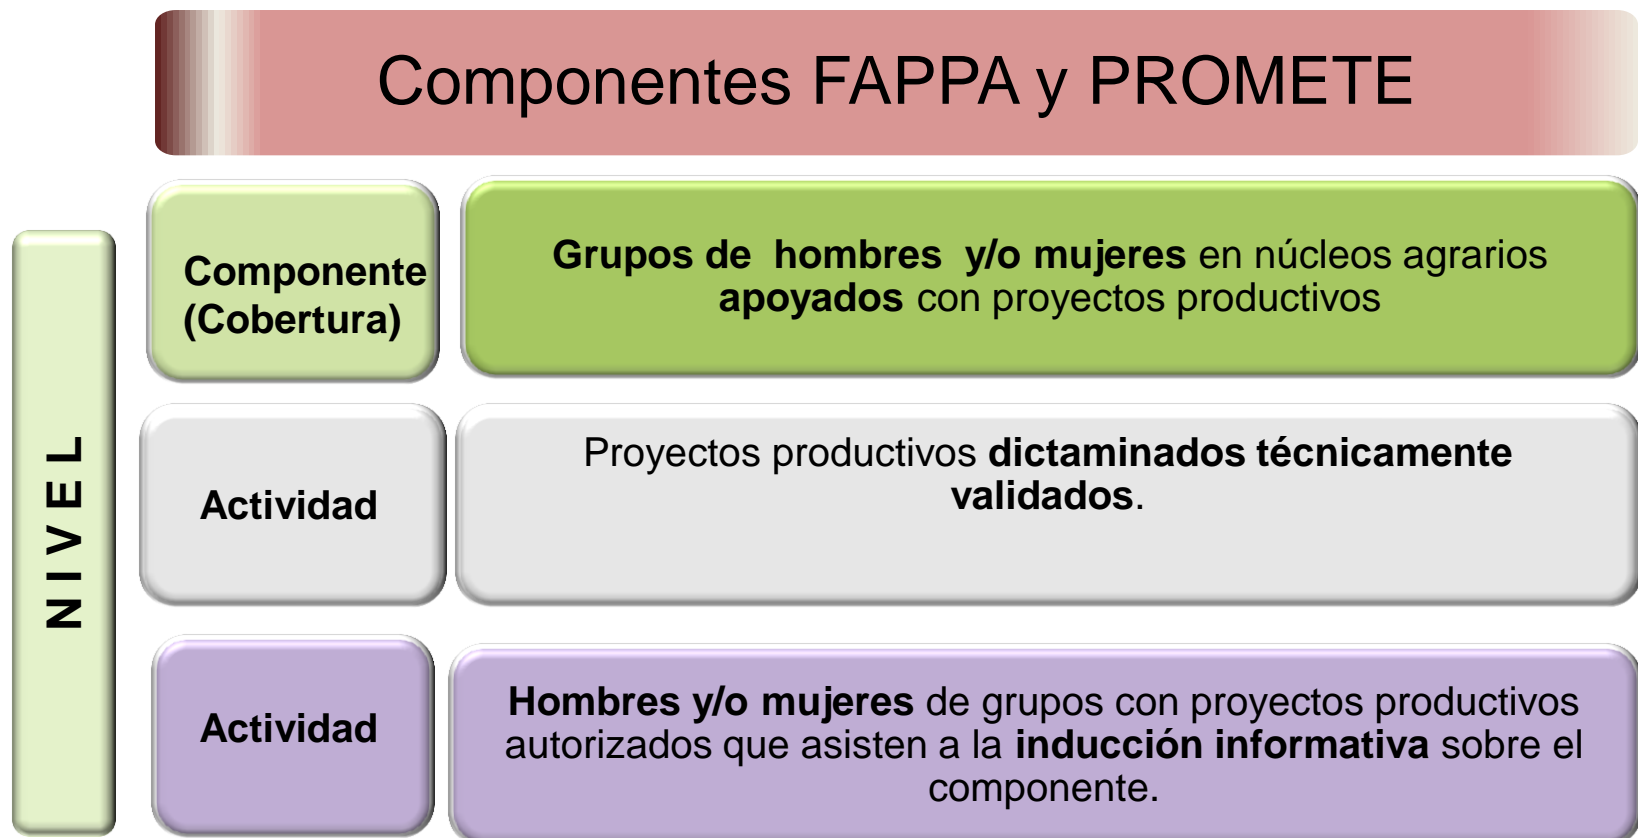 Componentes FAPPA y PROMETE
NIVEL
Componente
(Cobertura)
Grupos de hombres y/o mujeres en núcleos agrarios
apoyados con proyectos productivos
Actividad
Proyectos productivos dictaminados técnicamente
validados.
Actividad
Hombres y/o mujeres de grupos con proyectos productivos
autorizados que asisten a la inducción informativa sobre el
componente.